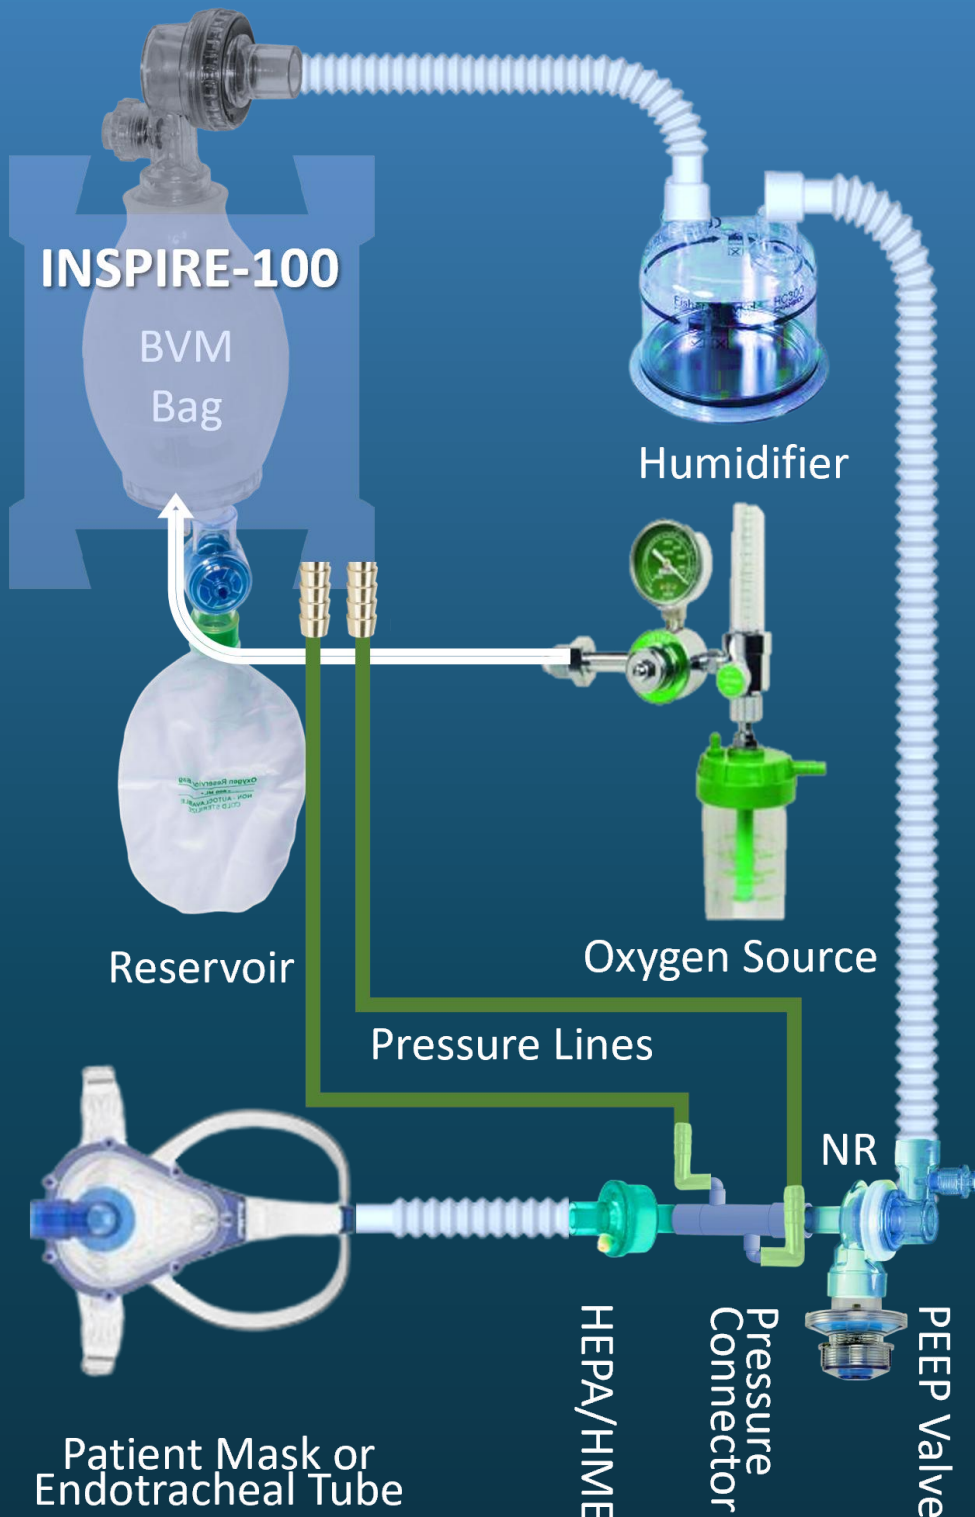 INSPIRE-100
BVM
Bag
Humidifier
Reservoir
Oxygen Source
Pressure Lines
NR
HEPA/HME
Pressure
Connector
PEEP Valve
Patient Mask or
Endotracheal Tube